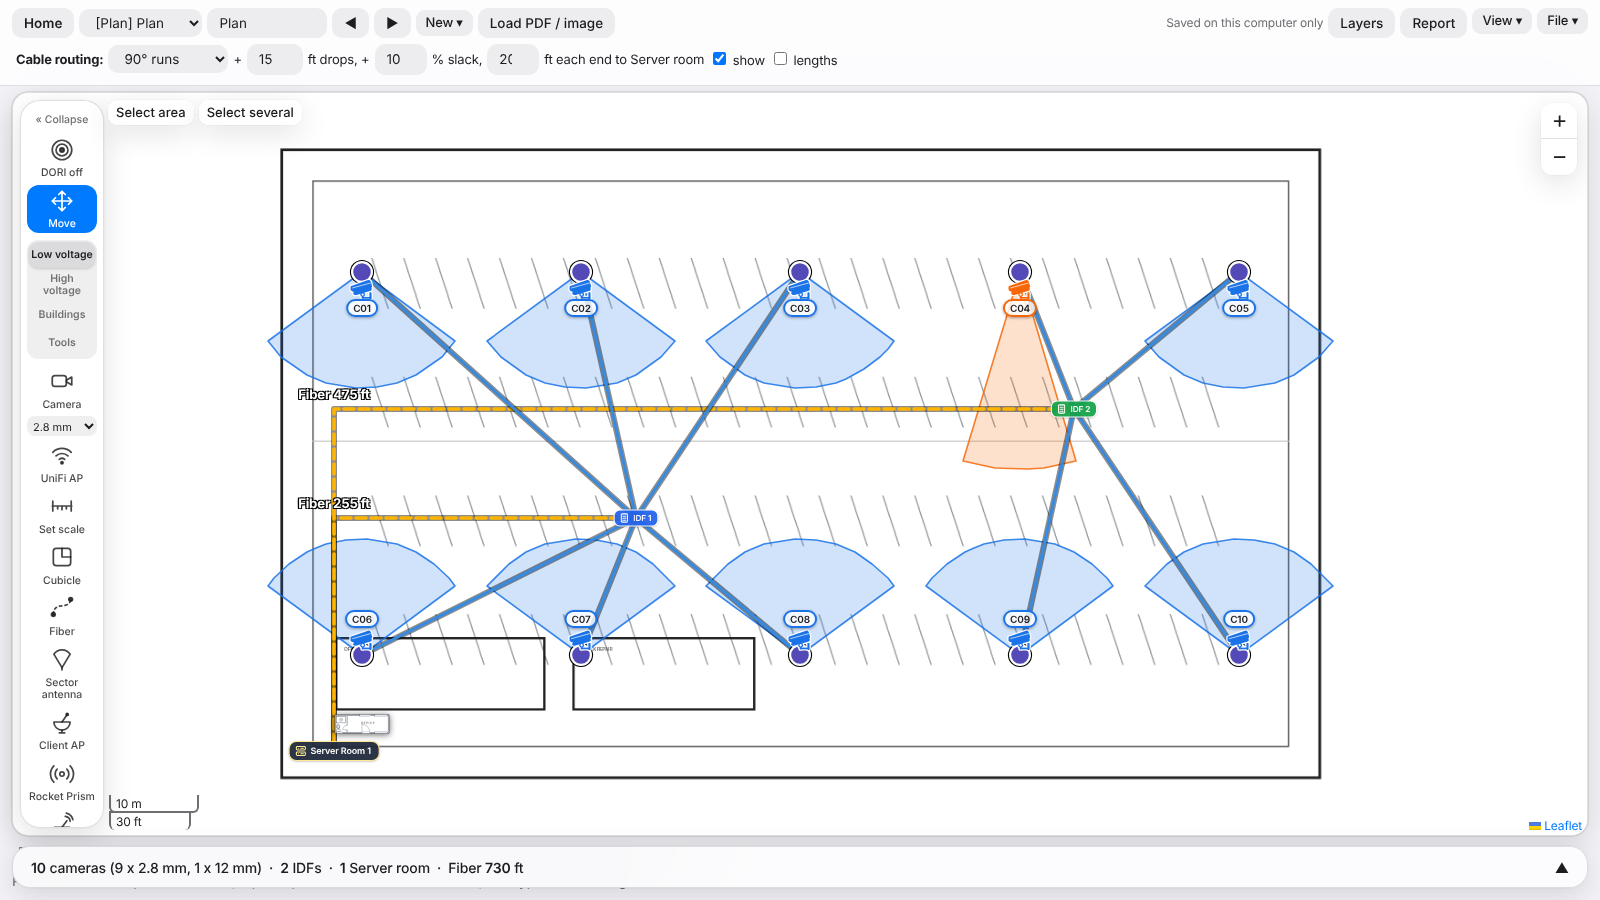 Home
[Plan] Plan
Plan
◀
▶
New ▾
Load PDF / image
Saved on this computer only
Layers
Report
View ▾
File ▾
Cable routing: 90° runs + 15 ft drops, + 10 % slack, 20 ft each end to Server room show lengths
« Collapse
Select area
Select several
DORI off
Move
Low voltage
High voltage
Buildings
Tools
Camera
2.8 mm
UniFi AP
Set scale
Cubicle
Fiber
Sector antenna
Client AP
Rocket Prism
+
−
C01
C02
C03
C04
C05
Fiber 475 ft
IDF 2
Fiber 255 ft
IDF 1
C06
C07
C08
C09
C10
Server Room 1
10 m
30 ft
Leaflet
10 cameras (9 x 2.8 mm, 1 x 12 mm) · 2 IDFs · 1 Server room · Fiber 730 ft
▲